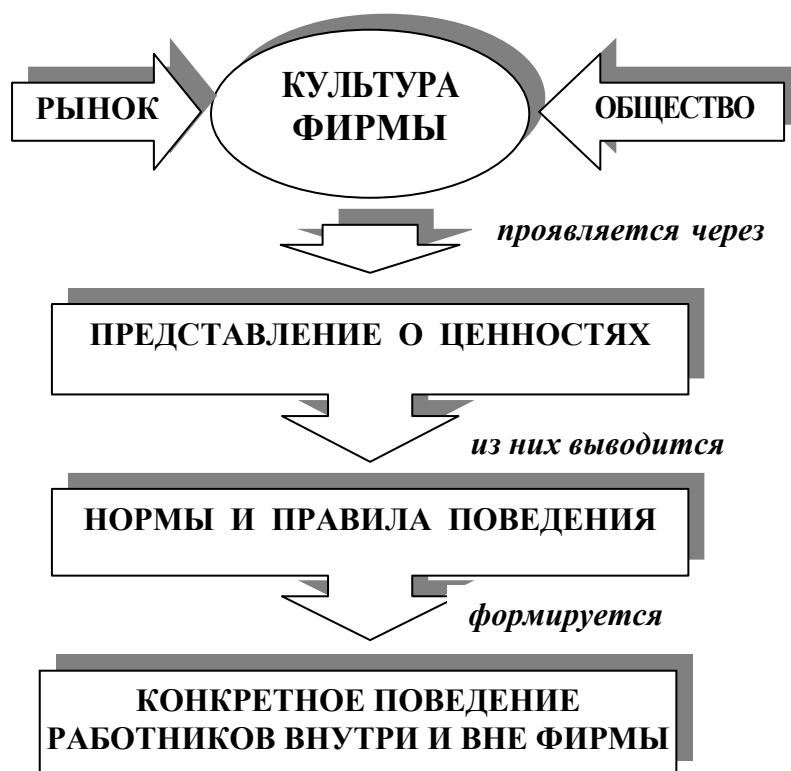 РЫНОК
КУЛЬТУРА
ФИРМЫ
ОБЩЕСТВО
проявляется через
ПРЕДСТАВЛЕНИЕ О ЦЕННОСТЯХ
из них выводится
НОРМЫ И ПРАВИЛА ПОВЕДЕНИЯ
формируется
КОНКРЕТНОЕ ПОВЕДЕНИЕ
РАБОТНИКОВ ВНУТРИ И ВНЕ ФИРМЫ